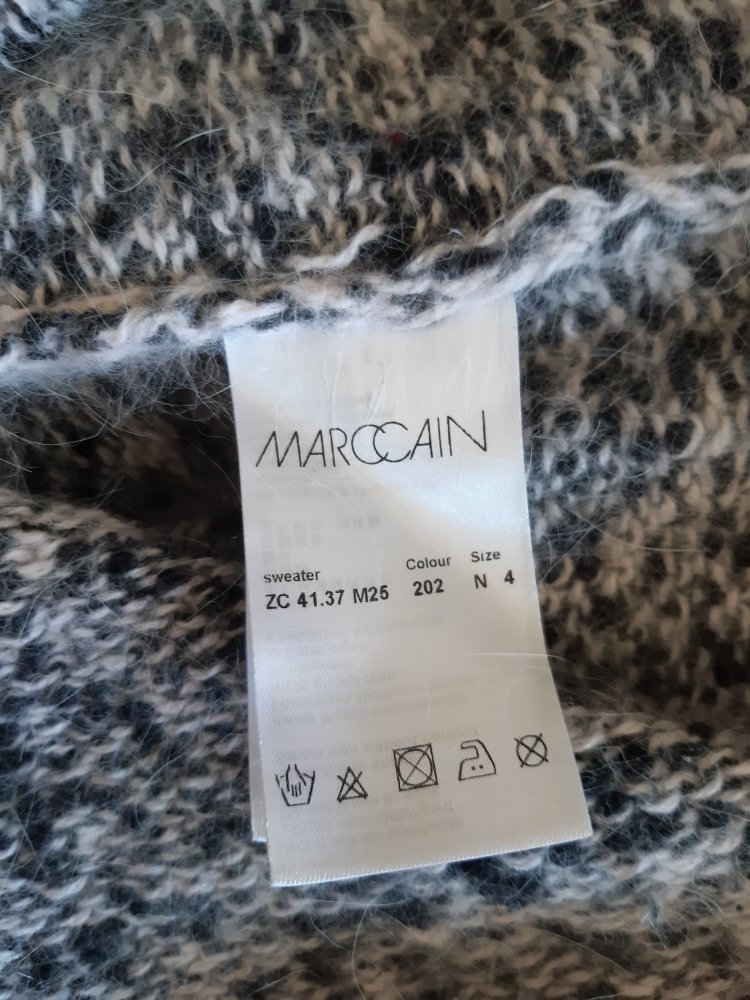 MARCCAIN
sweater Colour Size
ZC 41.37 M25 202 N 4